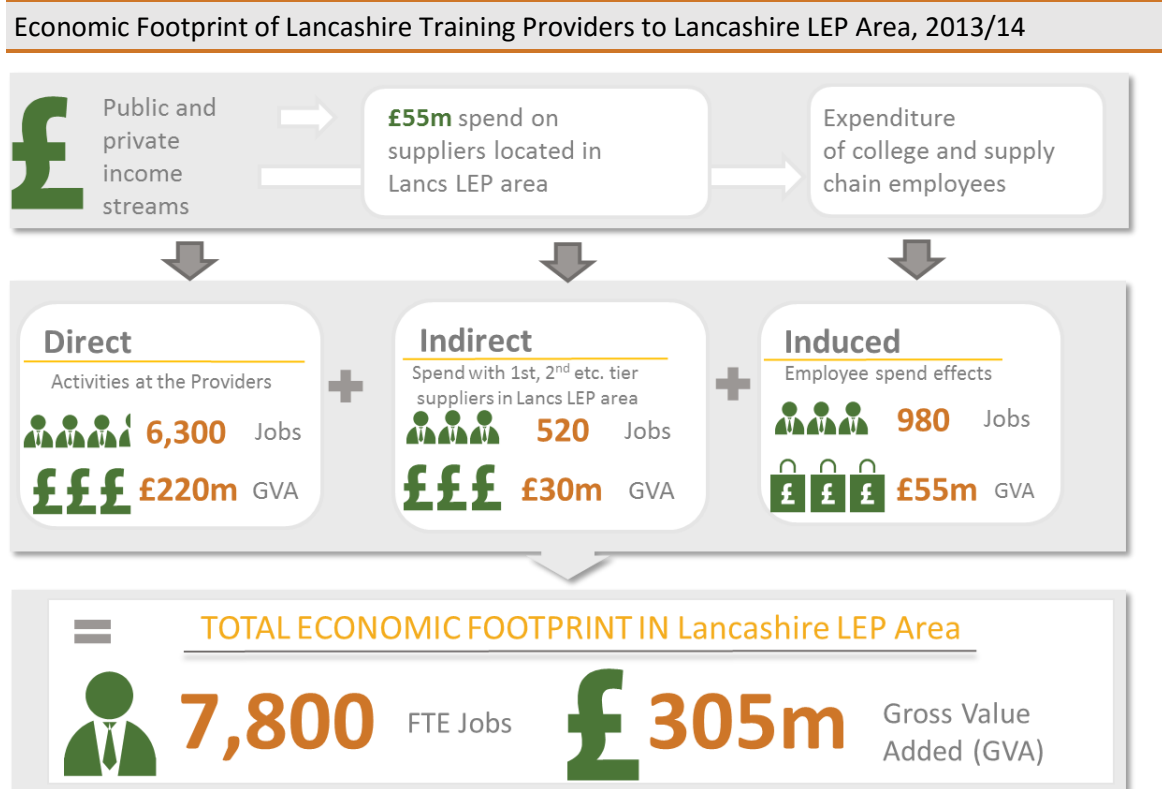 Economic Footprint of Lancashire Training Providers to Lancashire LEP Area, 2013/14
£
Public and
private
income
streams
£55m spend on
suppliers located in
Lancs LEP area
Expenditure
of college and supply
chain employees
Direct
Activities at the Providers
6,300 Jobs
£££ £220m GVA
+
Indirect
Spend with 1st, 2nd etc. tier
suppliers in Lancs LEP area
520 Jobs
£££ £30m GVA
+
Induced
Employee spend effects
980 Jobs
£ £ £ £55m GVA
=
TOTAL ECONOMIC FOOTPRINT IN Lancashire LEP Area
7,800 FTE Jobs
£305m
Gross Value
Added (GVA)